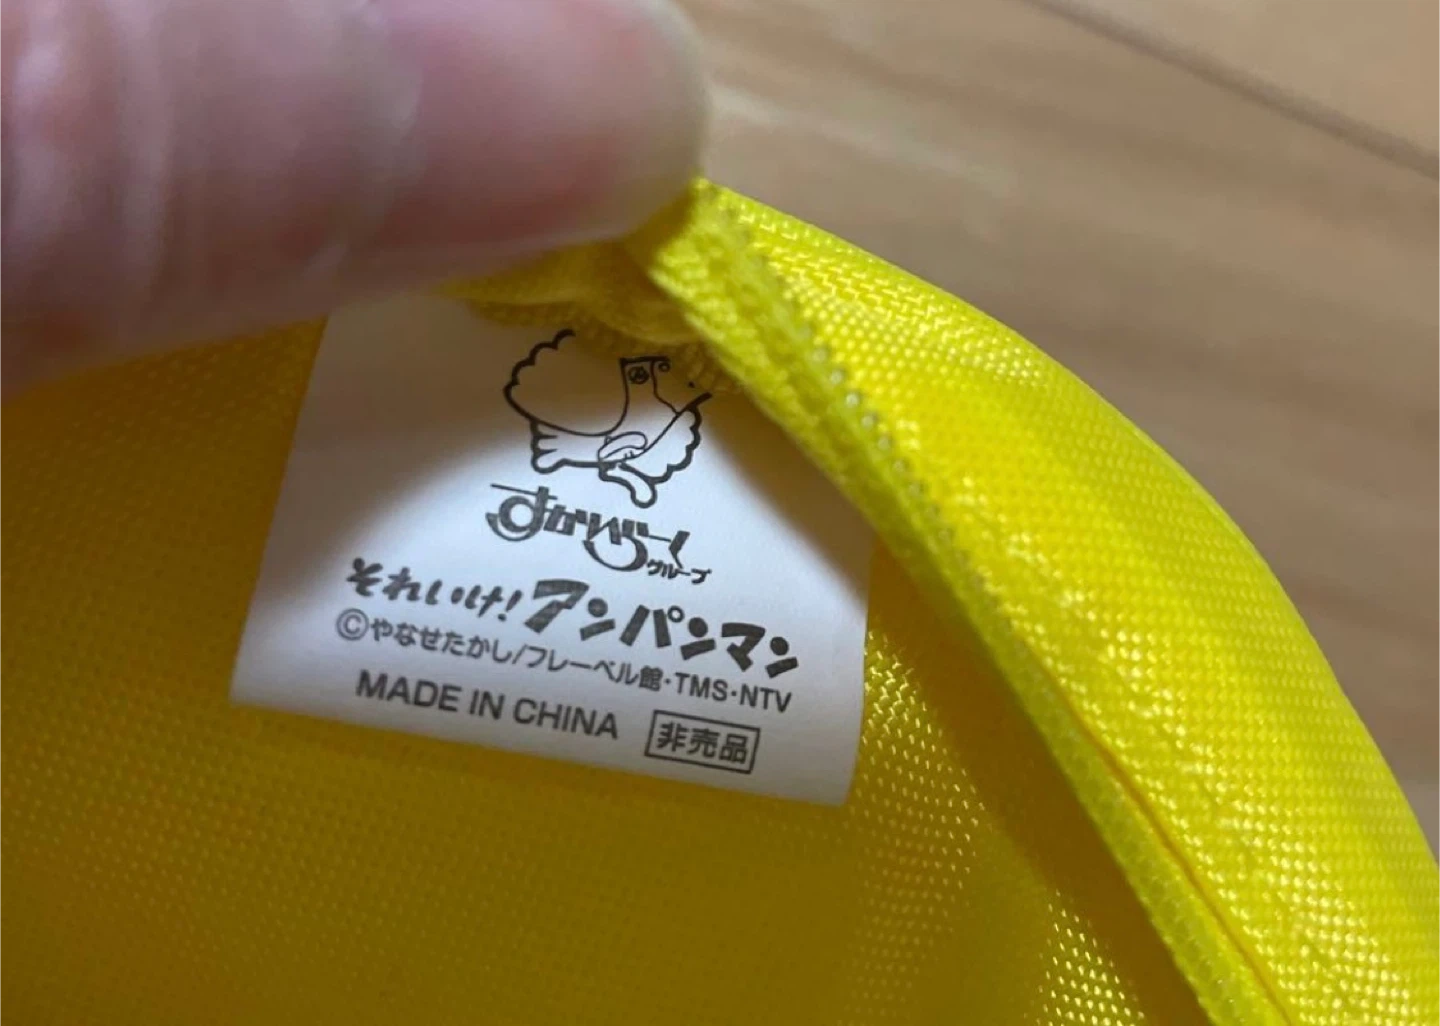 すかいらーく
グループ
それいけ!アンパンマン
©やなせたかし/フレーベル館・TMS・NTV
MADE IN CHINA 非売品